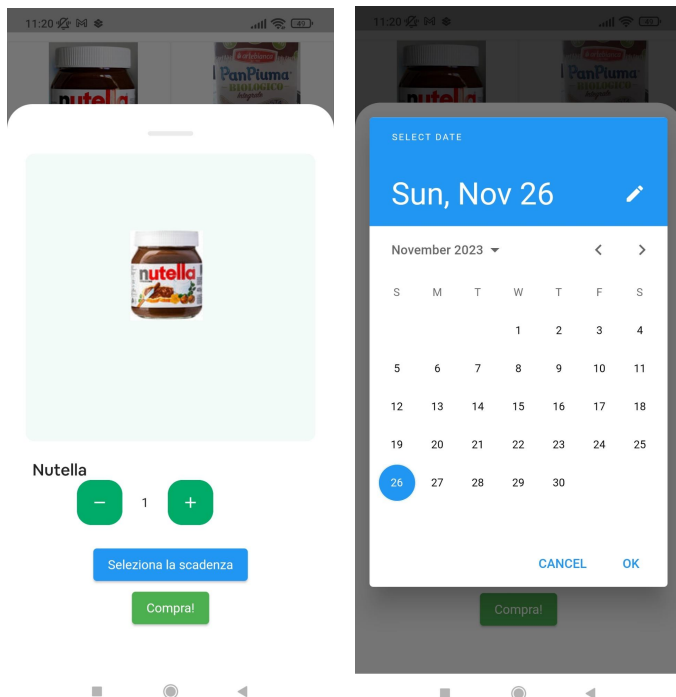 11:20
49
nutella
nutella
Nutella
1
Seleziona la scadenza
Compra!
11:20
49
PanPiuma
BIOLOGICO
Integrale
nutella
PanPiuma
SELECT DATE
Sun, Nov 26
November 2023
S M T W T F S
1 2 3 4
5 6 7 8 9 10 11
12 13 14 15 16 17 18
19 20 21 22 23 24 25
26 27 28 29 30
CANCEL OK
Compra!